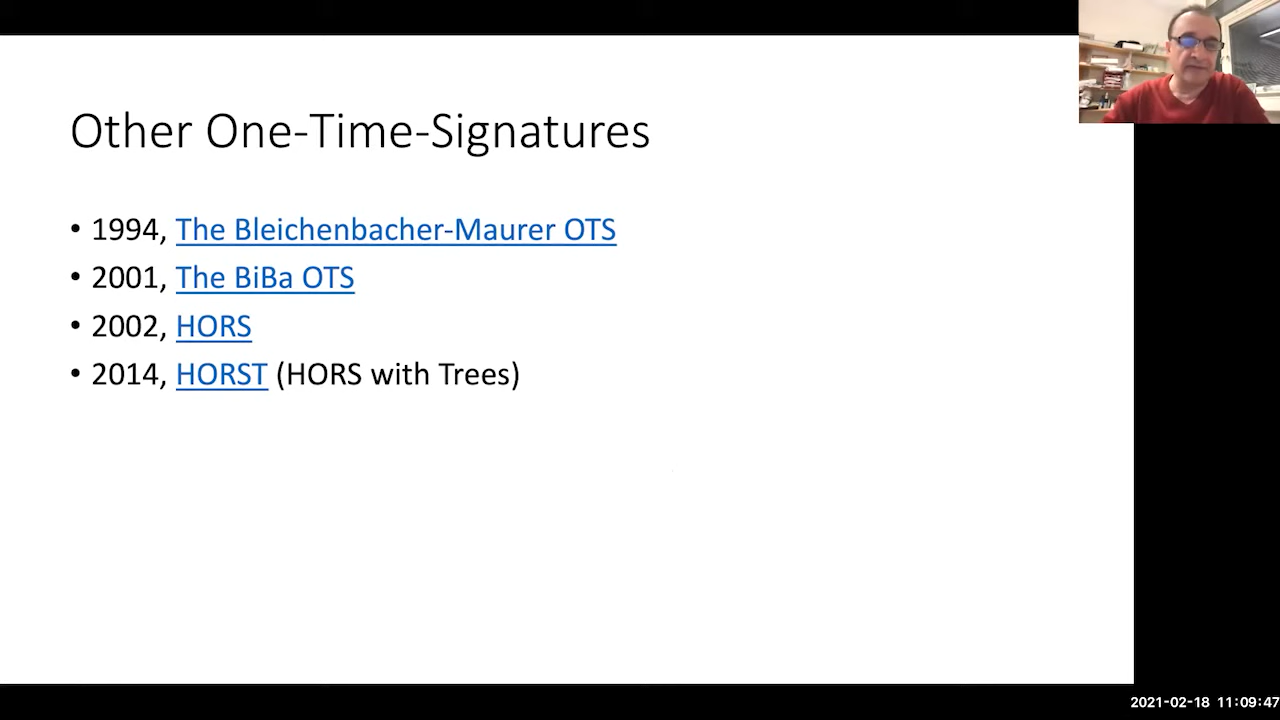 Other One-Time-Signatures
• 1994, The Bleichenbacher-Maurer OTS
• 2001, The BiBa OTS
• 2002, HORS
• 2014, HORST (HORS with Trees)
2021-02-18 11:09:47